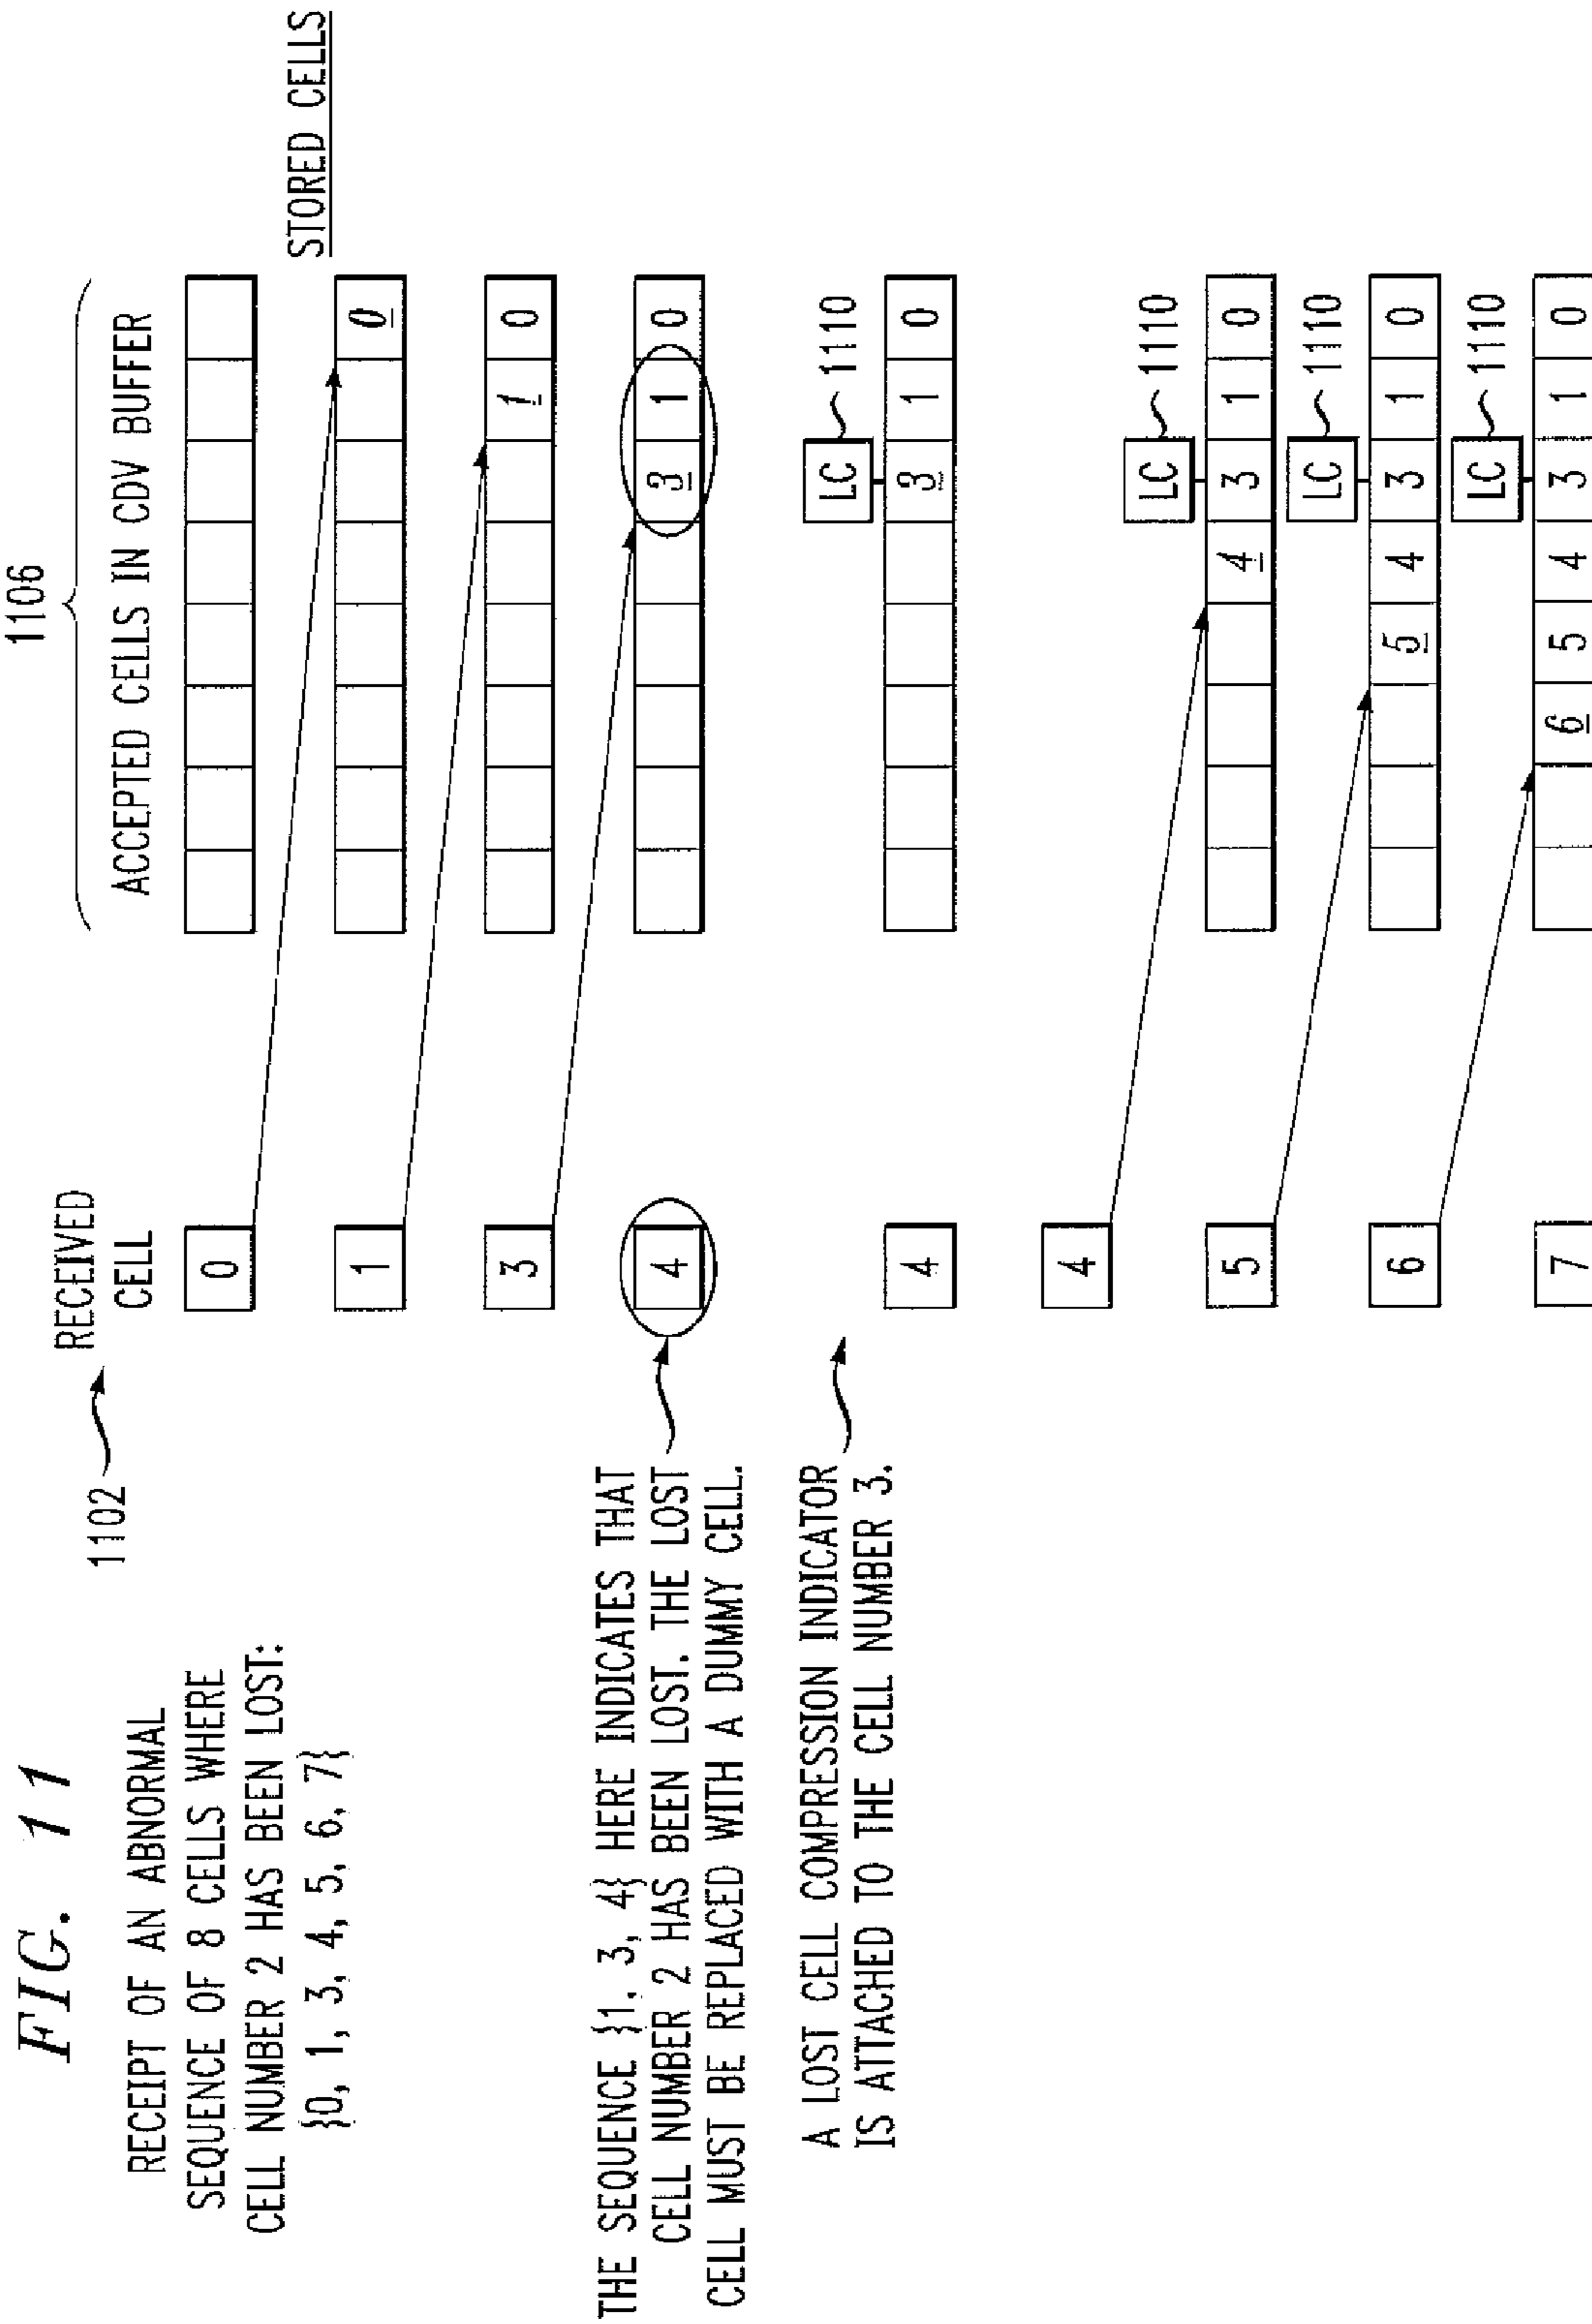 FIG. 11
RECEIPT OF AN ABNORMAL
SEQUENCE OF 8 CELLS WHERE
CELL NUMBER 2 HAS BEEN LOST:
}0, 1, 3, 4, 5, 6, 7}
1102
RECEIVED
CELL
1106
ACCEPTED CELLS IN CDV BUFFER
STORED CELLS
0
1
0
3
1 0
THE SEQUENCE }1, 3, 4} HERE INDICATES THAT
CELL NUMBER 2 HAS BEEN LOST. THE LOST
CELL MUST BE REPLACED WITH A DUMMY CELL.
4
3 1 0
A LOST CELL COMPRESSION INDICATOR
IS ATTACHED TO THE CELL NUMBER 3.
LC 1110
4
3 1 0
4
LC 1110
5
4 3 1 0
LC 1110
6
5 4 3 1 0
LC 1110
7
6 5 4 3 1 0